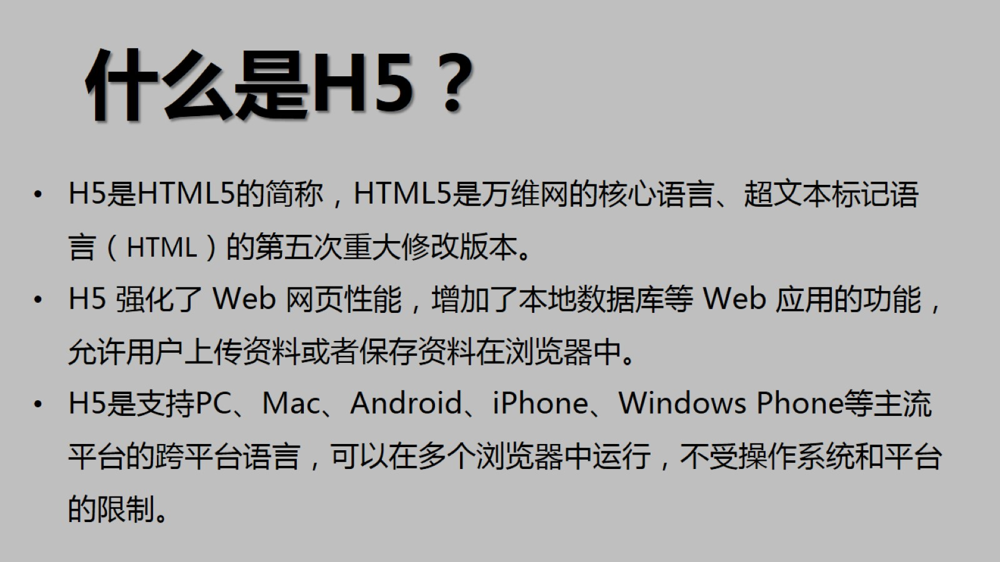 什么是H5？
• H5是HTML5的简称，HTML5是万维网的核心语言、超文本标记语
言（HTML）的第五次重大修改版本。
• H5 强化了 Web 网页性能，增加了本地数据库等 Web 应用的功能，
允许用户上传资料或者保存资料在浏览器中。
• H5是支持PC、Mac、Android、iPhone、Windows Phone等主流
平台的跨平台语言，可以在多个浏览器中运行，不受操作系统和平台
的限制。